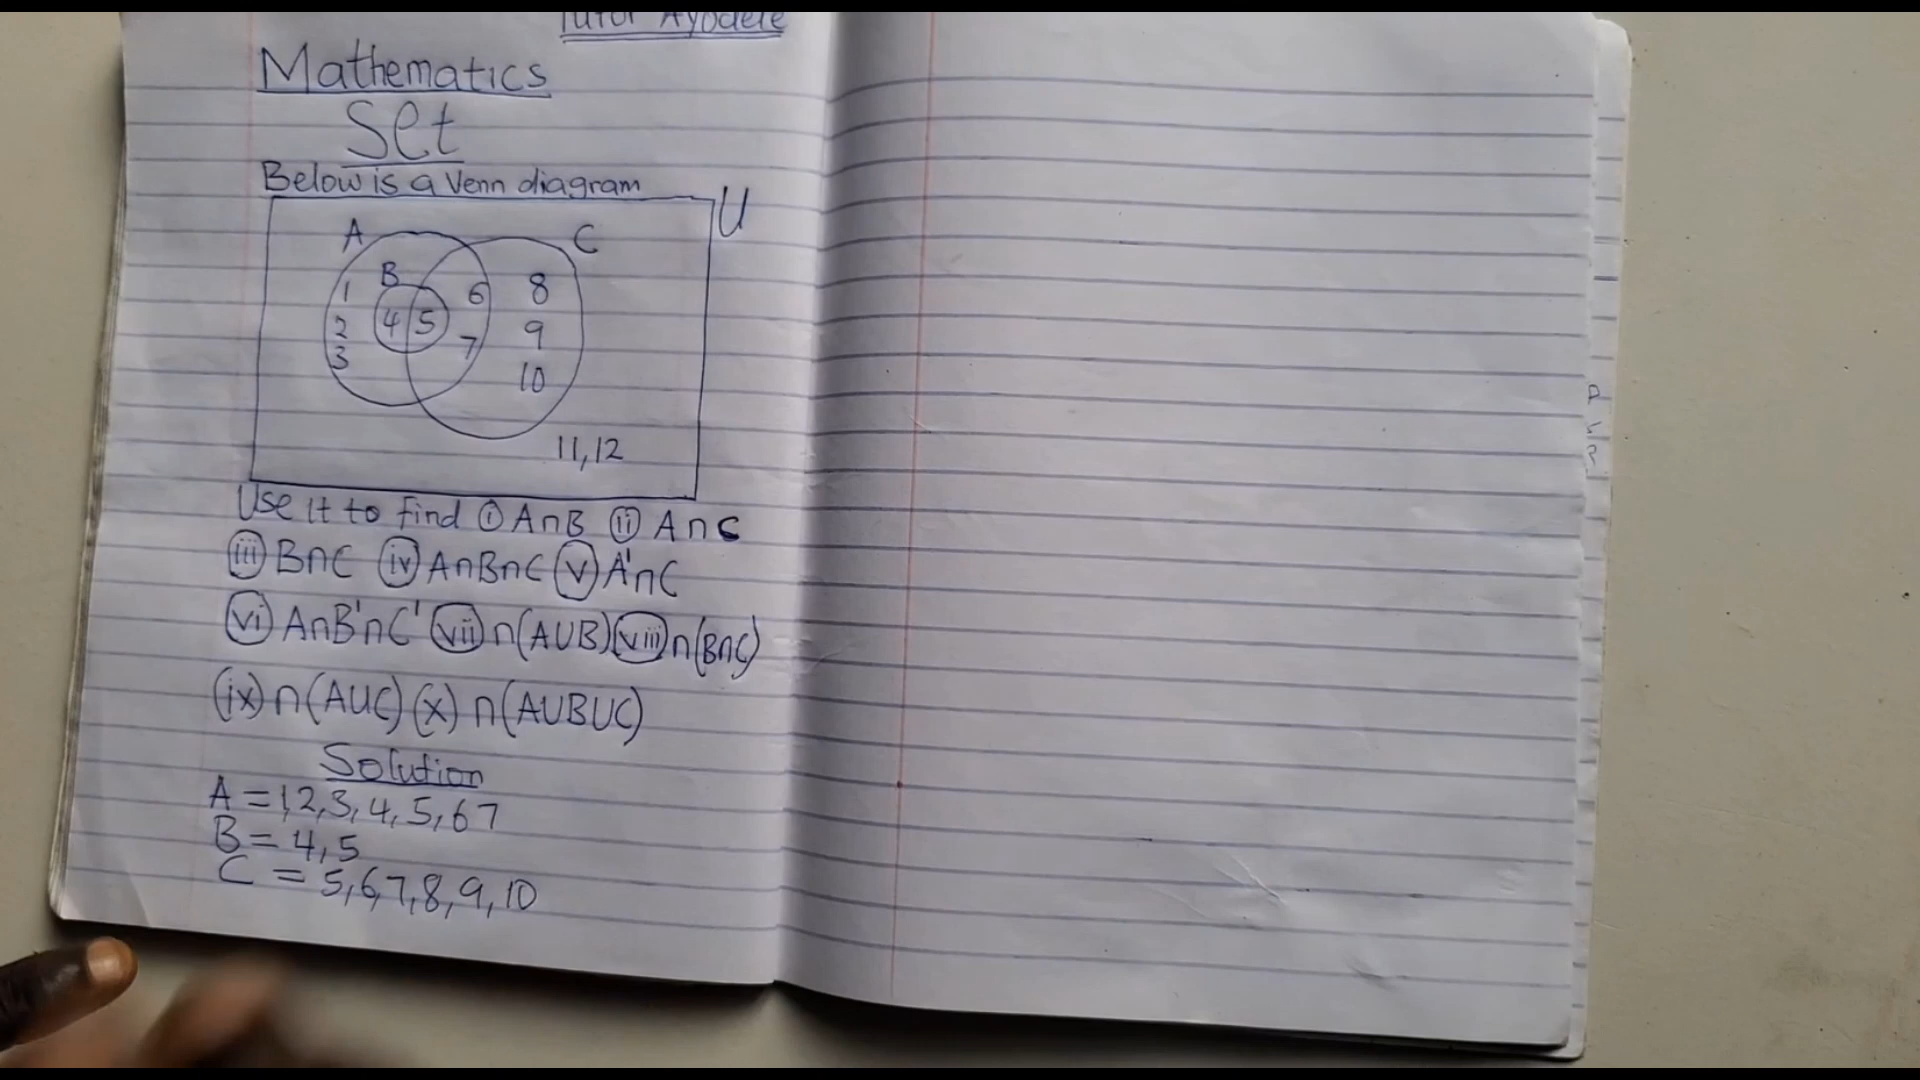 Tutor Ayodele
Mathematics
Set
Below is a Venn diagram
U
A
C
B
1
6
8
4
5
2
9
7
3
10
11,12
Use it to find (i) A∩B (ii) A∩C
(iii) B∩C (iv) A∩B∩C (v) A'∩C
(vi) A∩B'∩C' (vii) n(AUB) (viii) n(B∩C)
(ix) n(AUC) (x) n(AUBUC)
Solution
A = 1,2,3,4,5,6 7
B = 4,5
C = 5,6,7,8,9,10